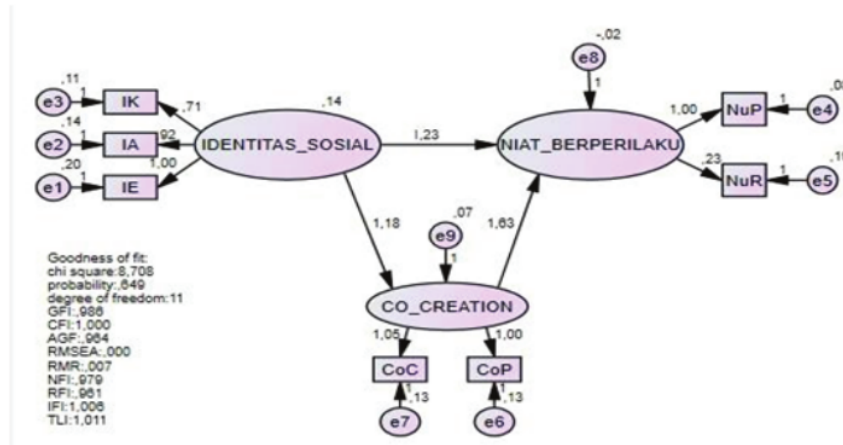 -,02
e8
1
,11
e3
1
IK
,71
,14
e2
1
IA
,92
,20
e1
1
IE
1,00
,14
IDENTITAS_SOSIAL
1,23
NIAT_BERPERILAKU
1,00
NuP
1
e4
,23
NuR
1
e5
1,18
,07
e9
1
1,63
CO_CREATION
1,05
1,00
CoC
CoP
1
,13
1
,13
e7
e6
Goodness of fit:
chi square:8,708
probability:,649
degree of freedom:11
GFI:,986
CFI:1,000
AGF:,964
RMSEA:,000
RMR:,007
NFI:,979
RFI:,961
IFI:1,006
TLI:1,011